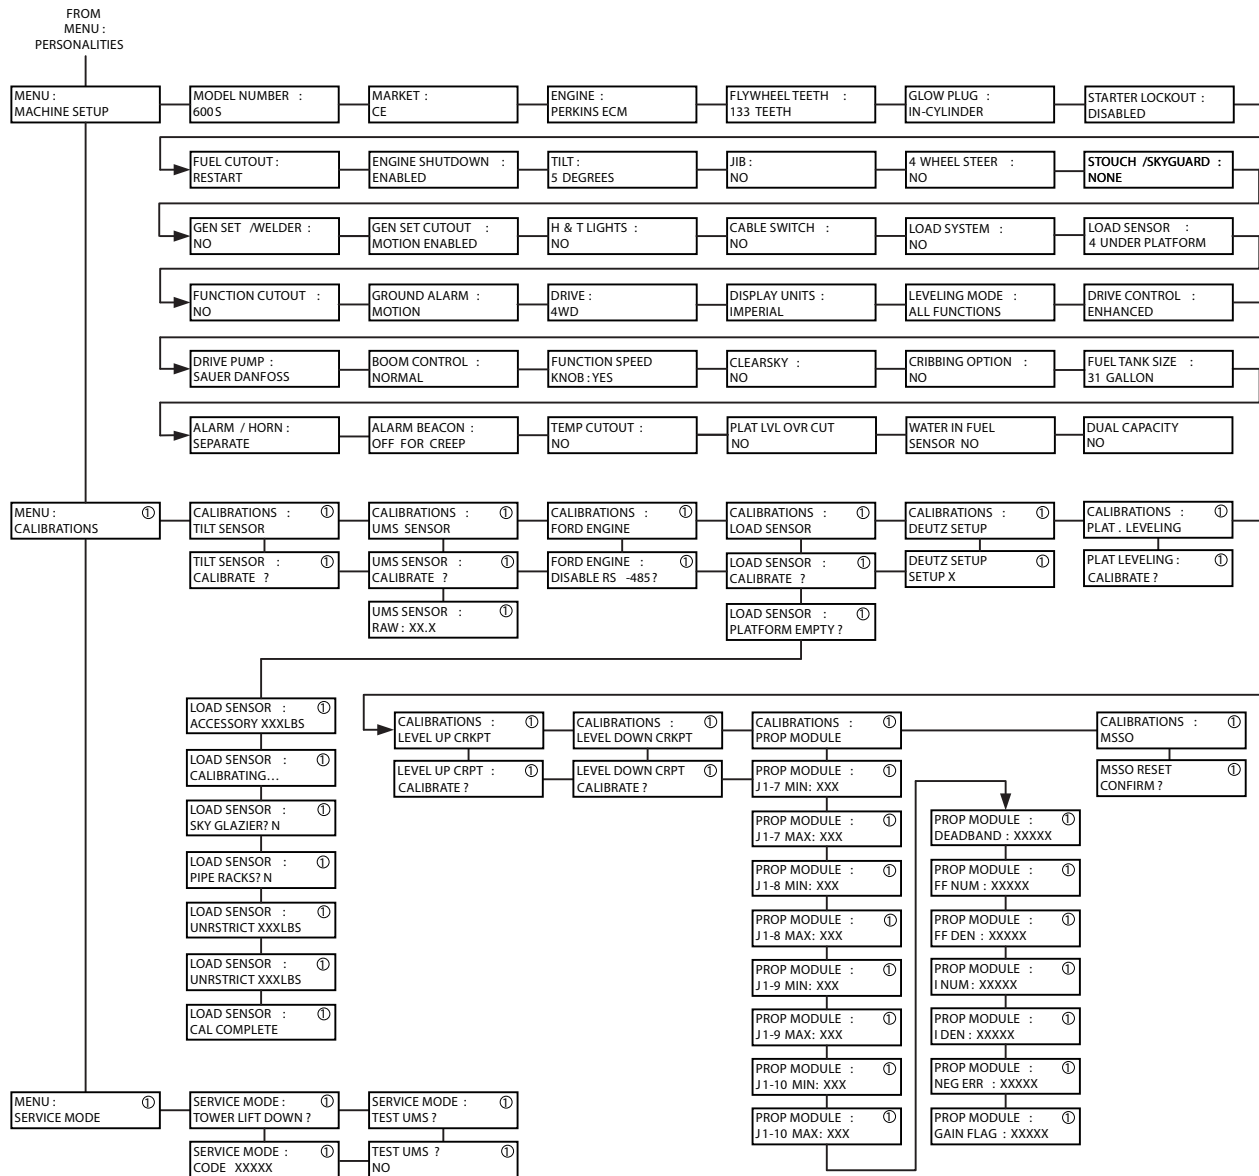 FROM
MENU :
PERSONALITIES
MENU :
MACHINE SETUP
MODEL NUMBER :
600S
MARKET :
CE
ENGINE :
PERKINS ECM
FLYWHEEL TEETH :
133 TEETH
GLOW PLUG :
IN-CYLINDER
STARTER LOCKOUT :
DISABLED
FUEL CUTOUT :
RESTART
ENGINE SHUTDOWN :
ENABLED
TILT :
5 DEGREES
JIB :
NO
4 WHEEL STEER :
NO
STOUCH /SKYGUARD :
NONE
GEN SET /WELDER :
NO
GEN SET CUTOUT :
MOTION ENABLED
H & T LIGHTS :
NO
CABLE SWITCH :
NO
LOAD SYSTEM :
NO
LOAD SENSOR :
4 UNDER PLATFORM
FUNCTION CUTOUT :
NO
GROUND ALARM :
MOTION
DRIVE :
4WD
DISPLAY UNITS :
IMPERIAL
LEVELING MODE :
ALL FUNCTIONS
DRIVE CONTROL :
ENHANCED
DRIVE PUMP :
SAUER DANFOSS
BOOM CONTROL :
NORMAL
FUNCTION SPEED
KNOB : YES
CLEARSKY :
NO
CRIBBING OPTION :
NO
FUEL TANK SIZE :
31 GALLON
ALARM / HORN :
SEPARATE
ALARM BEACON :
OFF FOR CREEP
TEMP CUTOUT :
NO
PLAT LVL OVR CUT
NO
WATER IN FUEL
SENSOR NO
DUAL CAPACITY
NO
MENU : ①
CALIBRATIONS
CALIBRATIONS : ①
TILT SENSOR
CALIBRATIONS : ①
UMS SENSOR
CALIBRATIONS : ①
FORD ENGINE
CALIBRATIONS : ①
LOAD SENSOR
CALIBRATIONS : ①
DEUTZ SETUP
CALIBRATIONS : ①
PLAT . LEVELING
TILT SENSOR : ①
CALIBRATE ?
UMS SENSOR : ①
CALIBRATE ?
FORD ENGINE : ①
DISABLE RS -485 ?
LOAD SENSOR : ①
CALIBRATE ?
DEUTZ SETUP ①
SETUP X
PLAT LEVELING : ①
CALIBRATE ?
UMS SENSOR : ①
RAW : XX.X
LOAD SENSOR : ①
PLATFORM EMPTY ?
LOAD SENSOR : ①
ACCESSORY XXXLBS
LOAD SENSOR : ①
CALIBRATING...
LOAD SENSOR : ①
SKY GLAZIER? N
LOAD SENSOR : ①
PIPE RACKS? N
LOAD SENSOR : ①
UNRSTRICT XXXLBS
LOAD SENSOR : ①
UNRSTRICT XXXLBS
LOAD SENSOR : ①
CAL COMPLETE
CALIBRATIONS : ①
LEVEL UP CRKPT
CALIBRATIONS : ①
LEVEL DOWN CRKPT
CALIBRATIONS : ①
PROP MODULE
CALIBRATIONS : ①
MSSO
LEVEL UP CRPT : ①
CALIBRATE ?
LEVEL DOWN CRPT ①
CALIBRATE ?
PROP MODULE : ①
J1-7 MIN: XXX
MSSO RESET ①
CONFIRM ?
PROP MODULE : ①
J1-7 MAX: XXX
PROP MODULE : ①
J1-8 MIN: XXX
PROP MODULE : ①
J1-8 MAX: XXX
PROP MODULE : ①
J1-9 MIN: XXX
PROP MODULE : ①
J1-9 MAX: XXX
PROP MODULE : ①
J1-10 MIN: XXX
PROP MODULE : ①
J1-10 MAX: XXX
PROP MODULE : ①
DEADBAND : XXXXX
PROP MODULE : ①
FF NUM : XXXXX
PROP MODULE : ①
FF DEN : XXXXX
PROP MODULE : ①
I NUM : XXXXX
PROP MODULE : ①
I DEN : XXXXX
PROP MODULE : ①
NEG ERR : XXXXX
PROP MODULE : ①
GAIN FLAG : XXXXX
MENU : ①
SERVICE MODE
SERVICE MODE : ①
TOWER LIFT DOWN ?
SERVICE MODE : ①
TEST UMS ?
SERVICE MODE : ①
CODE XXXXX
TEST UMS ? ①
NO